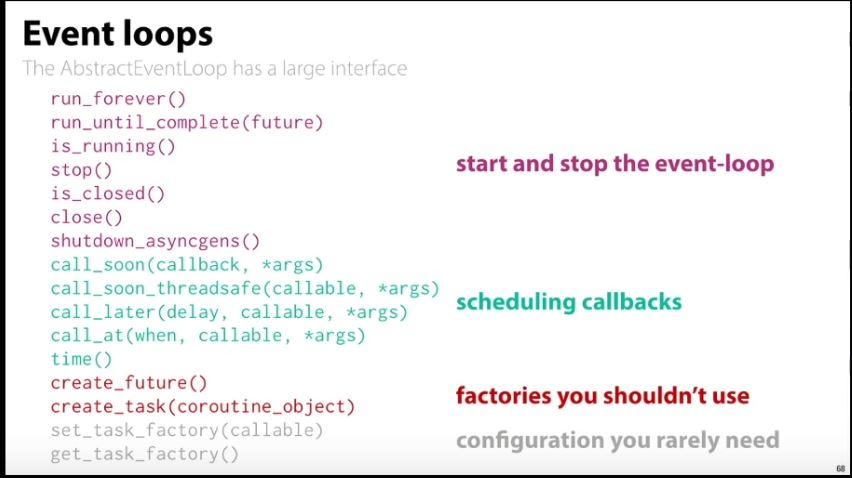 Event loops
The AbstractEventLoop has a large interface
run_forever()
run_until_complete(future)
is_running()
stop()
is_closed()
close()
shutdown_asyncgens()
start and stop the event-loop
call_soon(callback, *args)
call_soon_threadsafe(callable, *args)
call_later(delay, callable, *args)
call_at(when, callable, *args)
time()
scheduling callbacks
create_future()
create_task(coroutine_object)
factories you shouldn't use
set_task_factory(callable)
get_task_factory()
configuration you rarely need
68